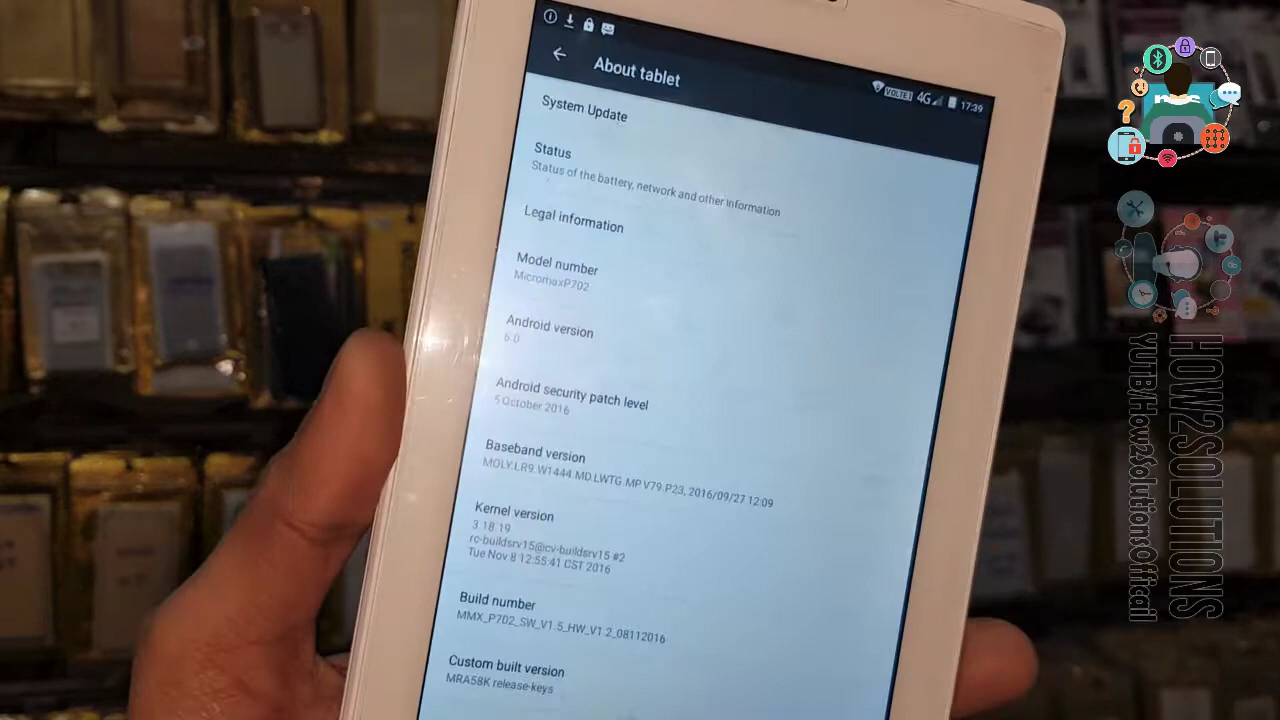 About tablet
VOLTE1
4G
17:39
System Update
Status
Status of the battery, network and other information
Legal information
Model number
MicromaxP702
Android version
6.0
Android security patch level
5 October 2016
Baseband version
MOLY.LR9.W1444.MD.LWTG.MP.V79.P23, 2016/09/27 12:09
Kernel version
3.18.19
rc-buildsrv15@cv-buildsrv15 #2
Tue Nov 8 12:55:41 CST 2016
Build number
MMX_P702_SW_V1.5_HW_V1.2_08112016
Custom built version
MRA58K release-keys
HOW2SOLUTIONS
YUTB/How2SolutionsOfficail